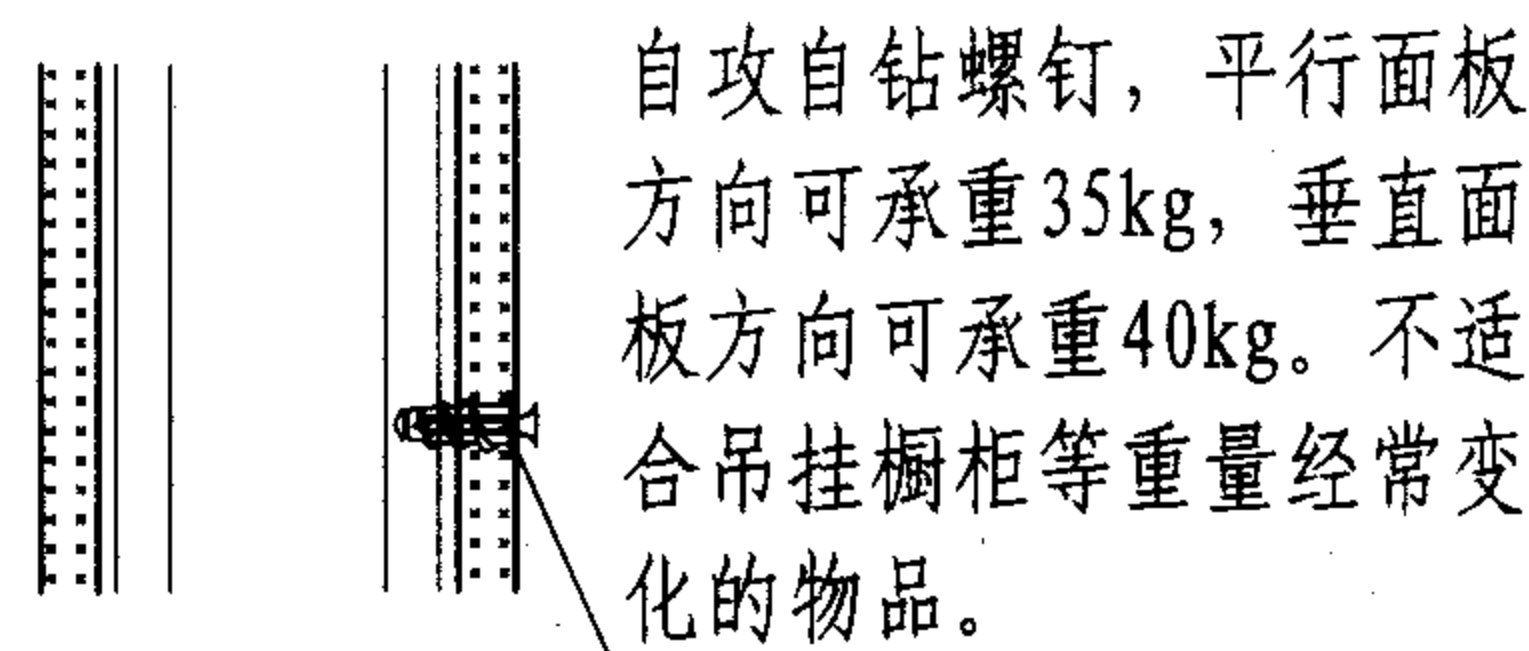 自攻自钻螺钉，平行面板
方向可承重35kg，垂直面
板方向可承重40kg。不适
合吊挂橱柜等重量经常变
化的物品。